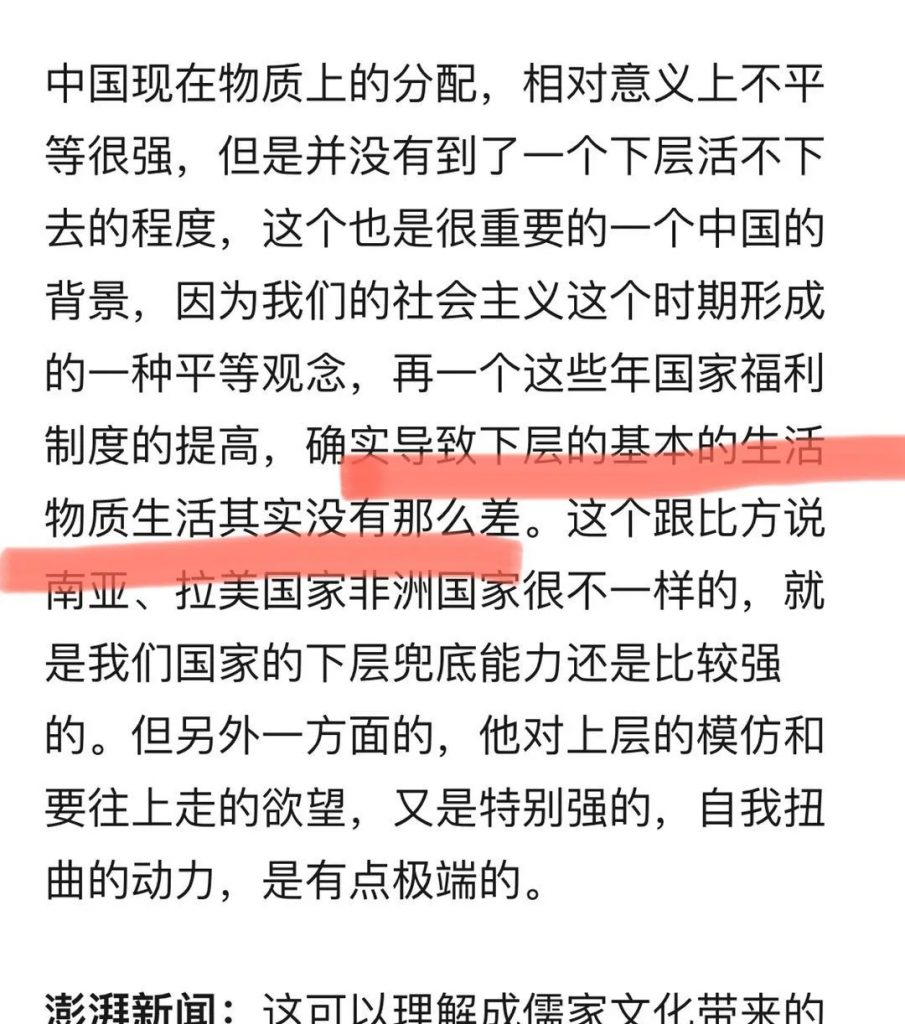 中国现在物质上的分配，相对意义上不平
等很强，但是并没有到了一个下层活不下
去的程度，这个也是很重要的一个中国的
背景，因为我们的社会主义这个时期形成
的一种平等观念，再一个这些年国家福利
制度的提高，确实导致下层的基本的生活
物质生活其实没有那么差。这个跟比方说
南亚、拉美国家非洲国家很不一样的，就
是我们国家的下层兜底能力还是比较强
的。但另外一方面的，他对上层的模仿和
要往上走的欲望，又是特别强的，自我扭
曲的动力，是有点极端的。
澎湃新闻：这可以理解成儒家文化带来的